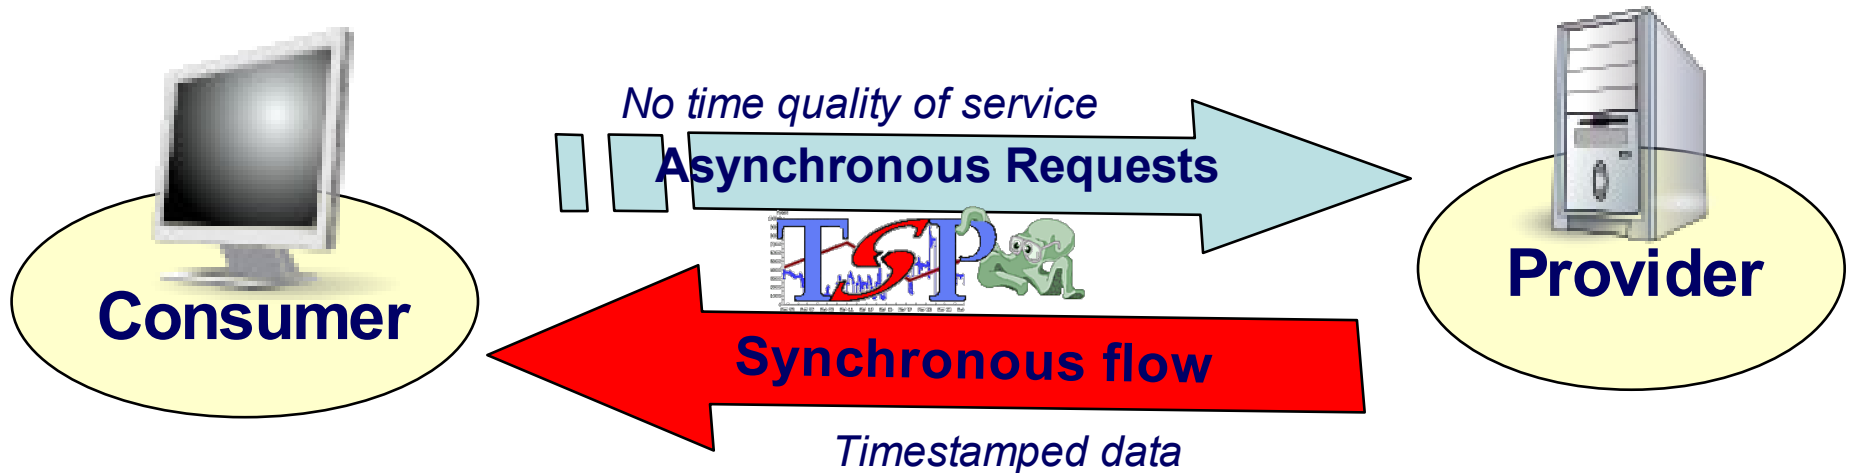 No time quality of service
Asynchronous Requests
TSP
Consumer
Provider
Synchronous flow
Timestamped data